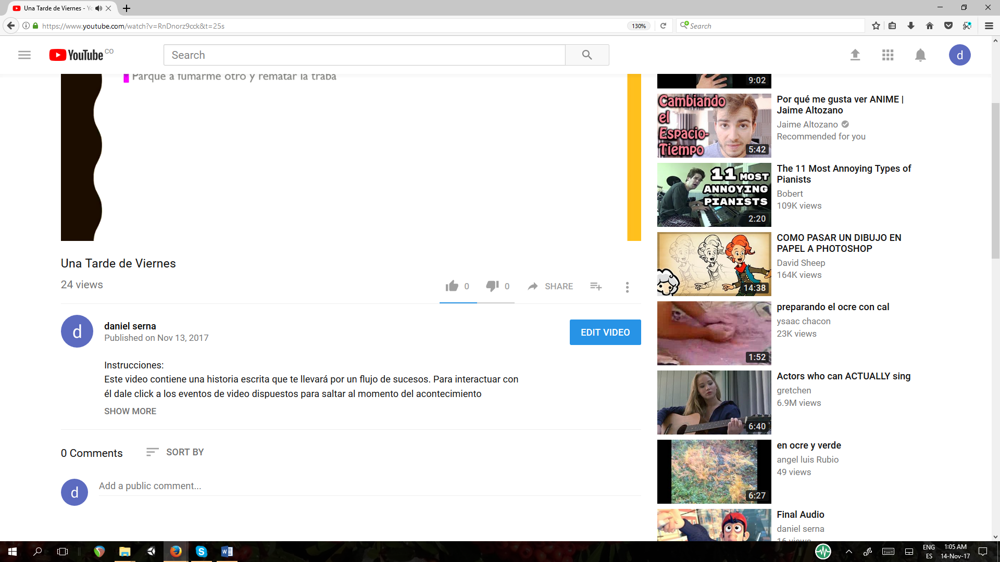 Una Tarde de Viernes - Yo
https://www.youtube.com/watch?v=RnDnorz9cck&t=25s
130%
Search
YouTube CO
Search
d
Parque a fumarme otro y rematar la traba
Una Tarde de Viernes
24 views
0
0
SHARE
d
daniel serna
Published on Nov 13, 2017
EDIT VIDEO
Instrucciones:
Este video contiene una historia escrita que te llevará por un flujo de sucesos. Para interactuar con
él dale click a los eventos de video dispuestos para saltar al momento del acontecimiento
SHOW MORE
0 Comments
SORT BY
d
Add a public comment...
9:02
Cambiando
el
Espacio-
Tiempo
5:42
Por qué me gusta ver ANIME |
Jaime Altozano
Jaime Altozano
Recommended for you
11 MOST
ANNOYING
PIANISTS
2:20
The 11 Most Annoying Types of
Pianists
Bobert
109K views
14:38
COMO PASAR UN DIBUJO EN
PAPEL A PHOTOSHOP
David Sheep
164K views
1:52
preparando el ocre con cal
ysaac chacon
23K views
6:40
Actors who can ACTUALLY sing
gretchen
6.9M views
6:27
en ocre y verde
angel luis Rubio
49 views
Final Audio
daniel serna
16 views
ENG
ES
1:05 AM
14-Nov-17